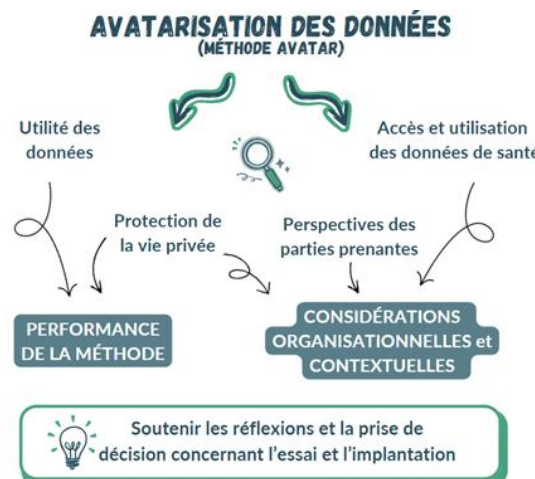 AVATARISATION DES DONNÉES
(MÉTHODE AVATAR)
Utilité des
données
Accès et utilisation
des données de santé
Protection de
la vie privée
Perspectives des
parties prenantes
PERFORMANCE
DE LA MÉTHODE
CONSIDÉRATIONS
ORGANISATIONNELLES et
CONTEXTUELLES
Soutenir les réflexions et la prise de
décision concernant l'essai et l'implantation